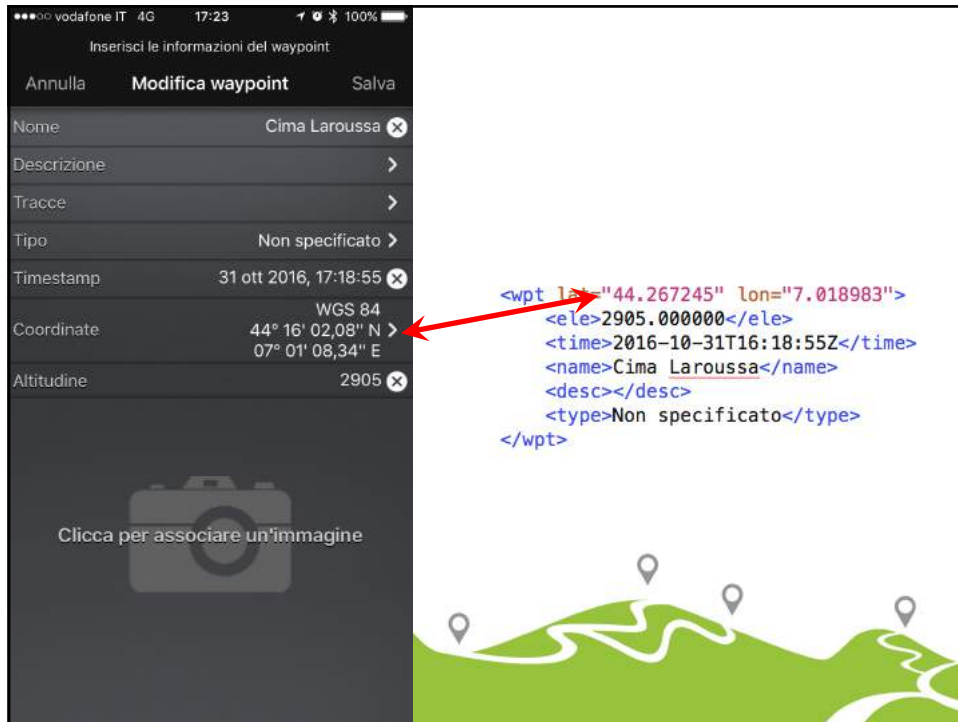 ●●●○○ vodafone IT 4G 17:23 100%
Inserisci le informazioni del waypoint
Annulla Modifica waypoint Salva
Nome Cima Laroussa
Descrizione
Tracce
Tipo Non specificato
Timestamp 31 ott 2016, 17:18:55
Coordinate WGS 84
44° 16' 02,08" N
07° 01' 08,34" E
Altitudine 2905
Clicca per associare un'immagine
<wpt lat="44.267245" lon="7.018983">
<ele>2905.000000</ele>
<time>2016-10-31T16:18:55Z</time>
<name>Cima Laroussa</name>
<desc></desc>
<type>Non specificato</type>
</wpt>